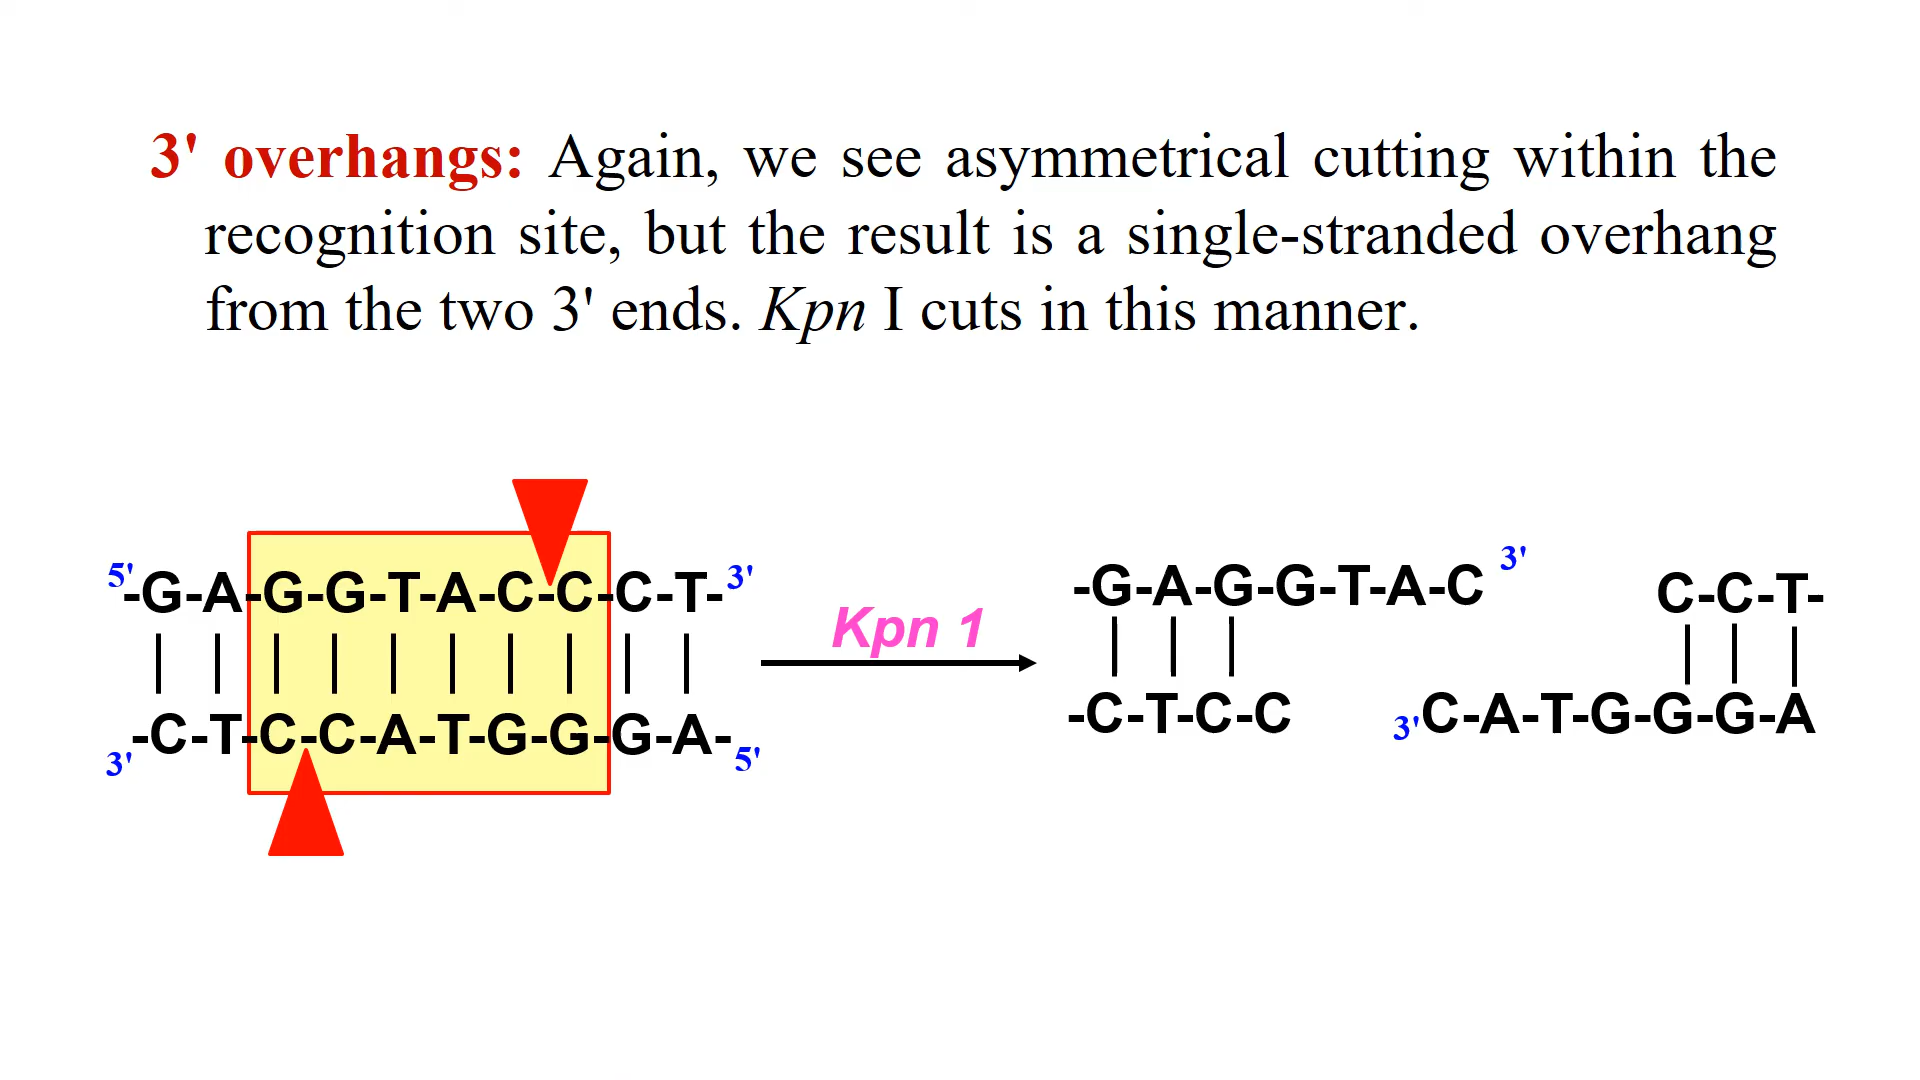 3' overhangs: Again, we see asymmetrical cutting within the
recognition site, but the result is a single-stranded overhang
from the two 3' ends. Kpn I cuts in this manner.
5'-G-A-G-G-T-A-C-C-C-T-3'
3'-C-T-C-C-A-T-G-G-G-A-5'
Kpn 1
-G-A-G-G-T-A-C 3'
-C-T-C-C
C-C-T-
3'C-A-T-G-G-G-A